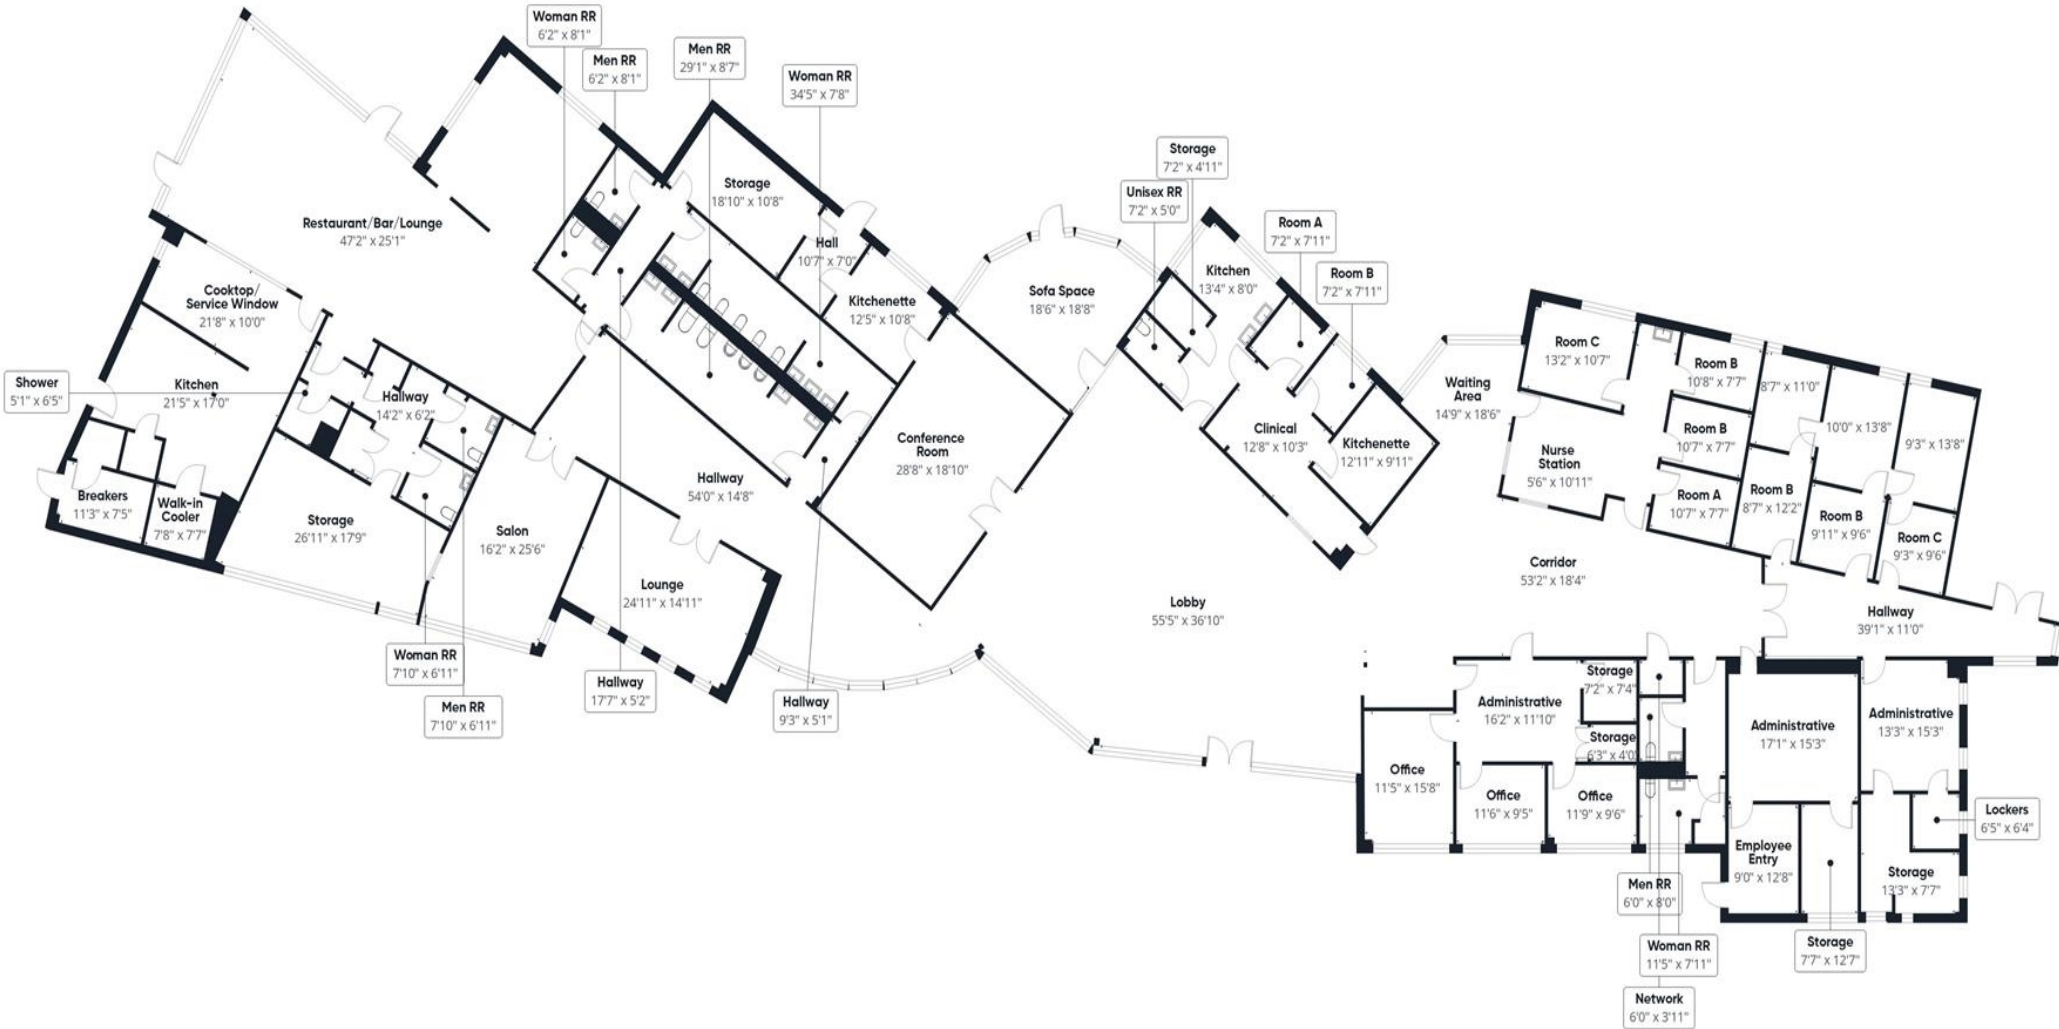 Woman RR
6'2" x 8'1"
Men RR
6'2" x 8'1"
Men RR
29'1" x 8'7"
Woman RR
34'5" x 7'8"
Storage
18'10" x 10'8"
Restaurant/Bar/Lounge
47'2" x 25'1"
Hall
10'7" x 7'0"
Cooktop/
Service Window
21'8" x 10'0"
Kitchenette
12'5" x 10'8"
Sofa Space
18'6" x 18'8"
Storage
7'2" x 4'11"
Unisex RR
7'2" x 5'0"
Kitchen
13'4" x 8'0"
Room A
7'2" x 7'11"
Room B
7'2" x 7'11"
Shower
5'1" x 6'5"
Kitchen
21'5" x 17'0"
Hallway
14'2" x 6'2"
Conference
Room
28'8" x 18'10"
Clinical
12'8" x 10'3"
Kitchenette
12'11" x 9'11"
Waiting
Area
14'9" x 18'6"
Room C
13'2" x 10'7"
Room B
10'8" x 7'7"
8'7" x 11'0"
Room B
10'7" x 7'7"
10'0" x 13'8"
9'3" x 13'8"
Nurse
Station
5'6" x 10'11"
Room A
10'7" x 7'7"
Room B
8'7" x 12'2"
Room B
9'11" x 9'6"
Room C
9'3" x 9'6"
Breakers
11'3" x 7'5"
Walk-in
Cooler
7'8" x 7'7"
Storage
26'11" x 17'9"
Salon
16'2" x 25'6"
Hallway
54'0" x 14'8"
Lounge
24'11" x 14'11"
Lobby
55'5" x 36'10"
Corridor
53'2" x 18'4"
Hallway
39'1" x 11'0"
Woman RR
7'10" x 6'11"
Men RR
7'10" x 6'11"
Hallway
17'7" x 5'2"
Hallway
9'3" x 5'1"
Administrative
16'2" x 11'10"
Storage
7'2" x 7'4"
Storage
6'3" x 4'0"
Administrative
17'1" x 15'3"
Administrative
13'3" x 15'3"
Office
11'5" x 15'8"
Office
11'6" x 9'5"
Office
11'9" x 9'6"
Lockers
6'5" x 6'4"
Employee
Entry
9'0" x 12'8"
Storage
13'3" x 7'7"
Men RR
6'0" x 8'0"
Woman RR
11'5" x 7'11"
Storage
7'7" x 12'7"
Network
6'0" x 3'11"